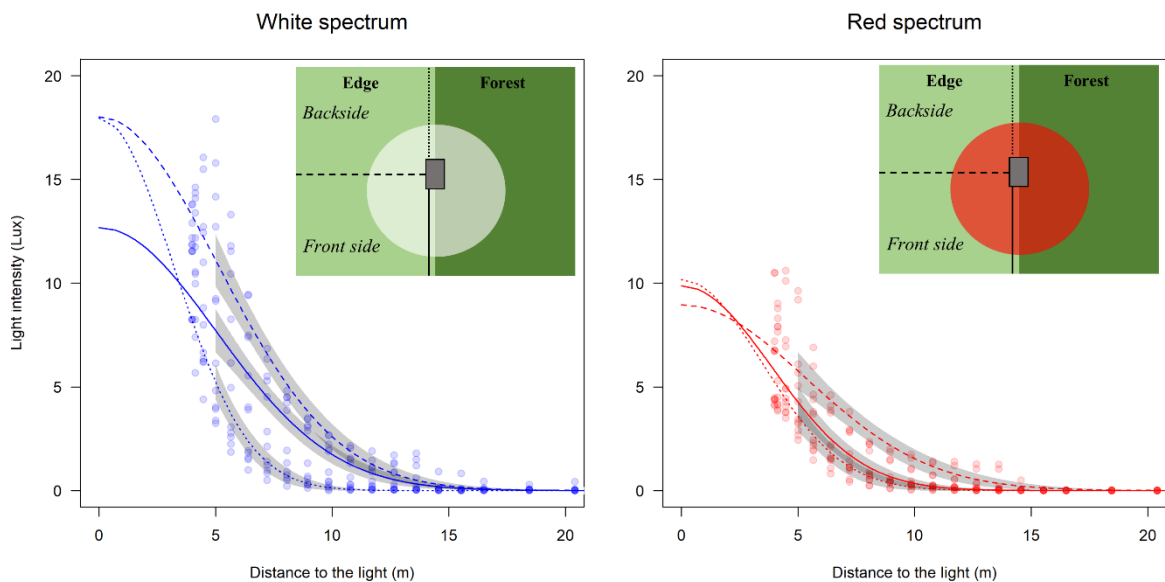 White spectrum
Red spectrum
Light intensity (Lux)
20
15
10
5
0
Edge
Forest
Backside
Front side
0
5
10
15
20
Distance to the light (m)
20
15
10
5
0
Edge
Forest
Backside
Front side
0
5
10
15
20
Distance to the light (m)